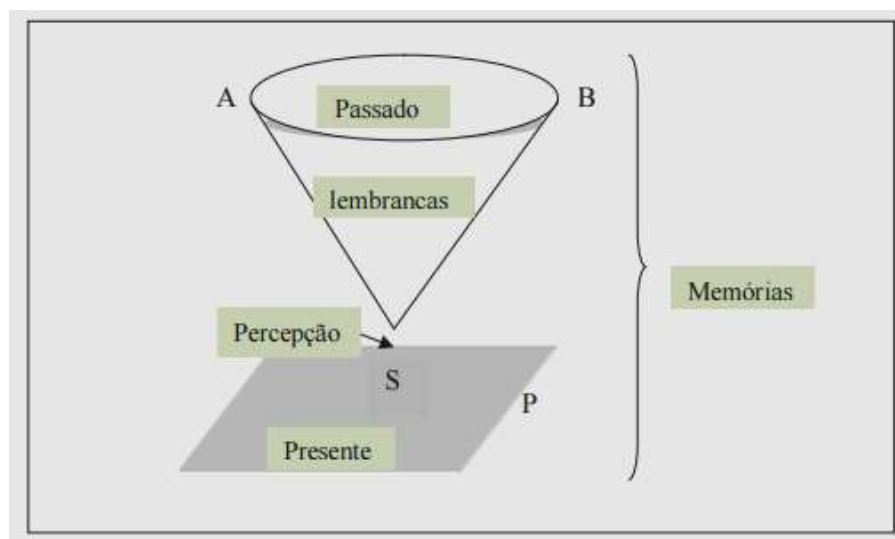 A
Passado
B
lembrancas
Memórias
Percepção
S
P
Presente